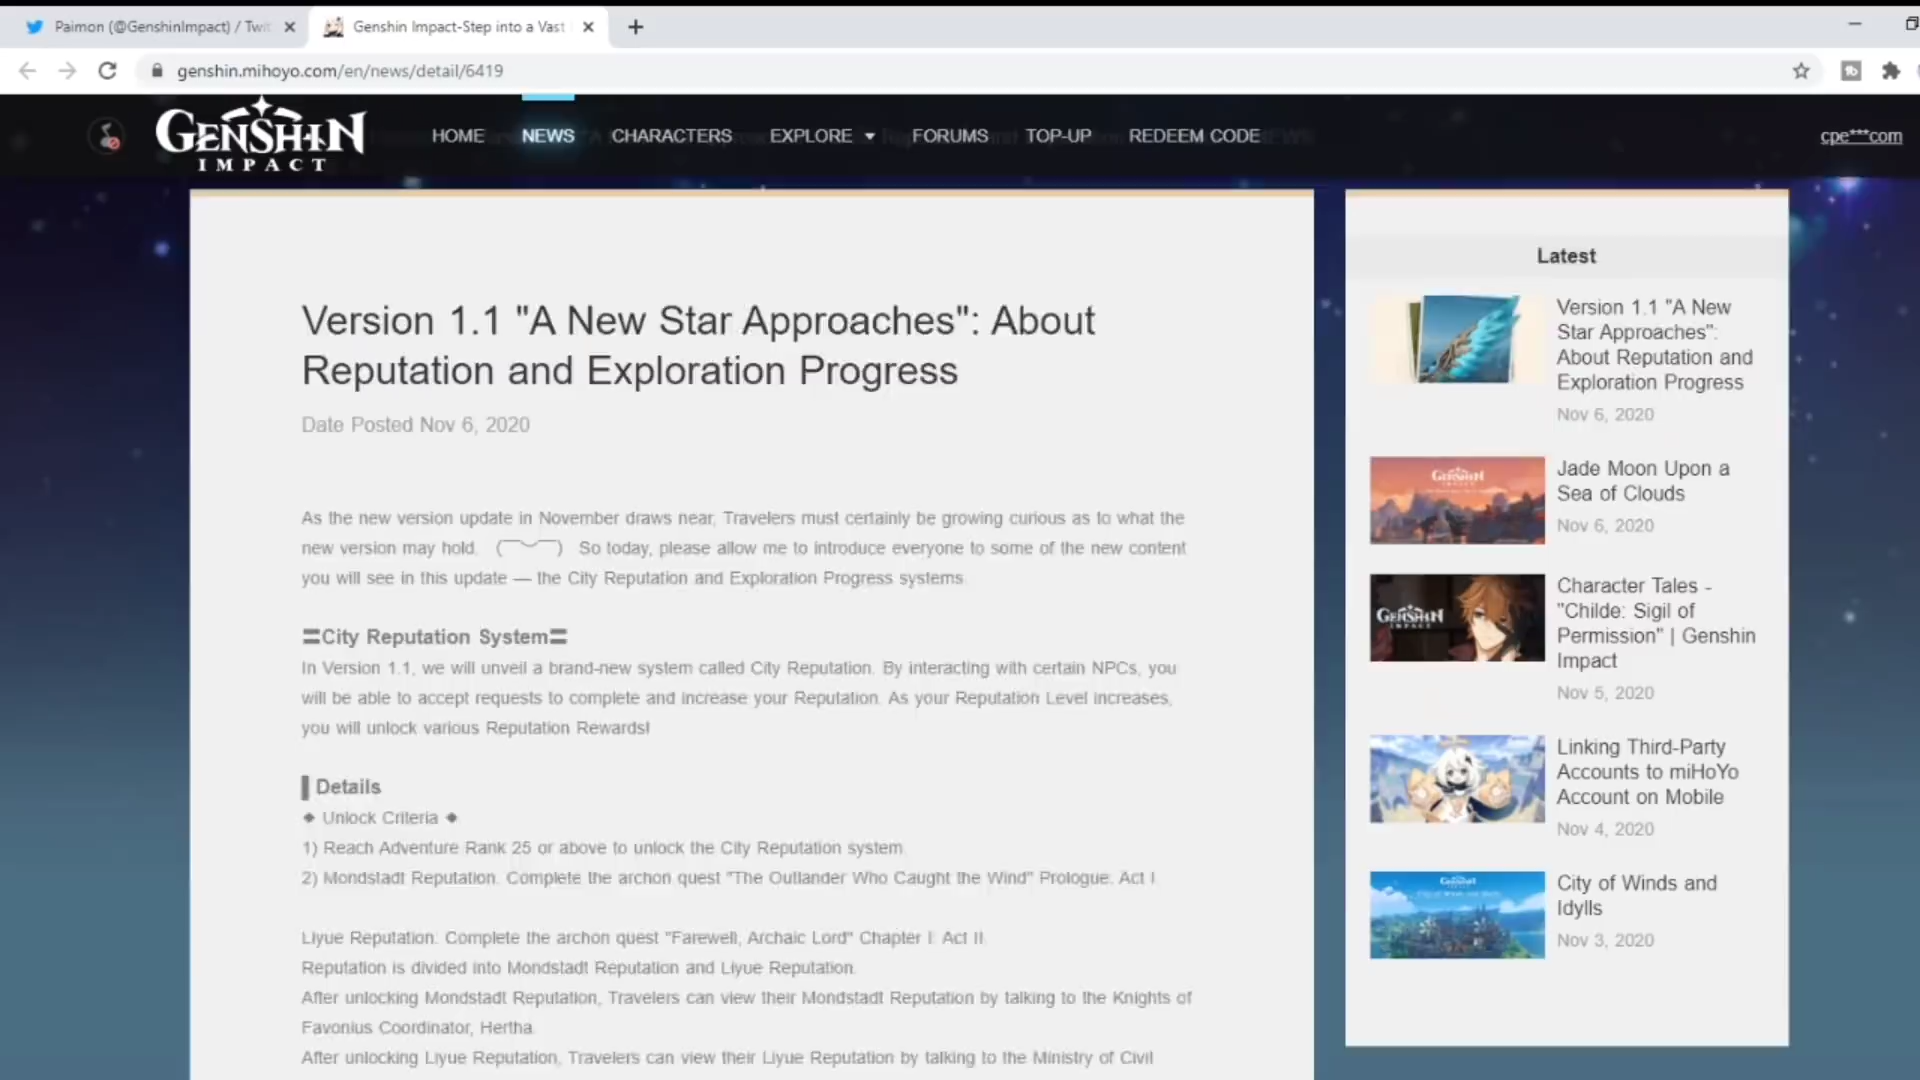 Paimon (@GenshinImpact) / Twit
Genshin Impact-Step into a Vast
genshin.mihoyo.com/en/news/detail/6419
GENSHIN
IMPACT
HOME
NEWS
CHARACTERS
EXPLORE
FORUMS
TOP-UP
REDEEM CODE
cpe***com
Version 1.1 "A New Star Approaches": About
Reputation and Exploration Progress
Date Posted Nov 6, 2020
As the new version update in November draws near, Travelers must certainly be growing curious as to what the
new version may hold. (￣︶￣) So today, please allow me to introduce everyone to some of the new content
you will see in this update — the City Reputation and Exploration Progress systems.
〓City Reputation System〓
In Version 1.1, we will unveil a brand-new system called City Reputation. By interacting with certain NPCs, you
will be able to accept requests to complete and increase your Reputation. As your Reputation Level increases,
you will unlock various Reputation Rewards!
▌Details
◆ Unlock Criteria ◆
1) Reach Adventure Rank 25 or above to unlock the City Reputation system.
2) Mondstadt Reputation: Complete the archon quest "The Outlander Who Caught the Wind" Prologue: Act I
Liyue Reputation: Complete the archon quest "Farewell, Archaic Lord" Chapter I: Act II
Reputation is divided into Mondstadt Reputation and Liyue Reputation.
After unlocking Mondstadt Reputation, Travelers can view their Mondstadt Reputation by talking to the Knights of
Favonius Coordinator, Hertha.
After unlocking Liyue Reputation, Travelers can view their Liyue Reputation by talking to the Ministry of Civil
Latest
Version 1.1 "A New
Star Approaches":
About Reputation and
Exploration Progress
Nov 6, 2020
GENSHIN
IMPACT
Jade Moon Upon a
Sea of Clouds
Nov 6, 2020
GENSHIN
IMPACT
Character Tales -
"Childe: Sigil of
Permission" | Genshin
Impact
Nov 5, 2020
Linking Third-Party
Accounts to miHoYo
Account on Mobile
Nov 4, 2020
GENSHIN
City of Winds and
Idylls
Nov 3, 2020